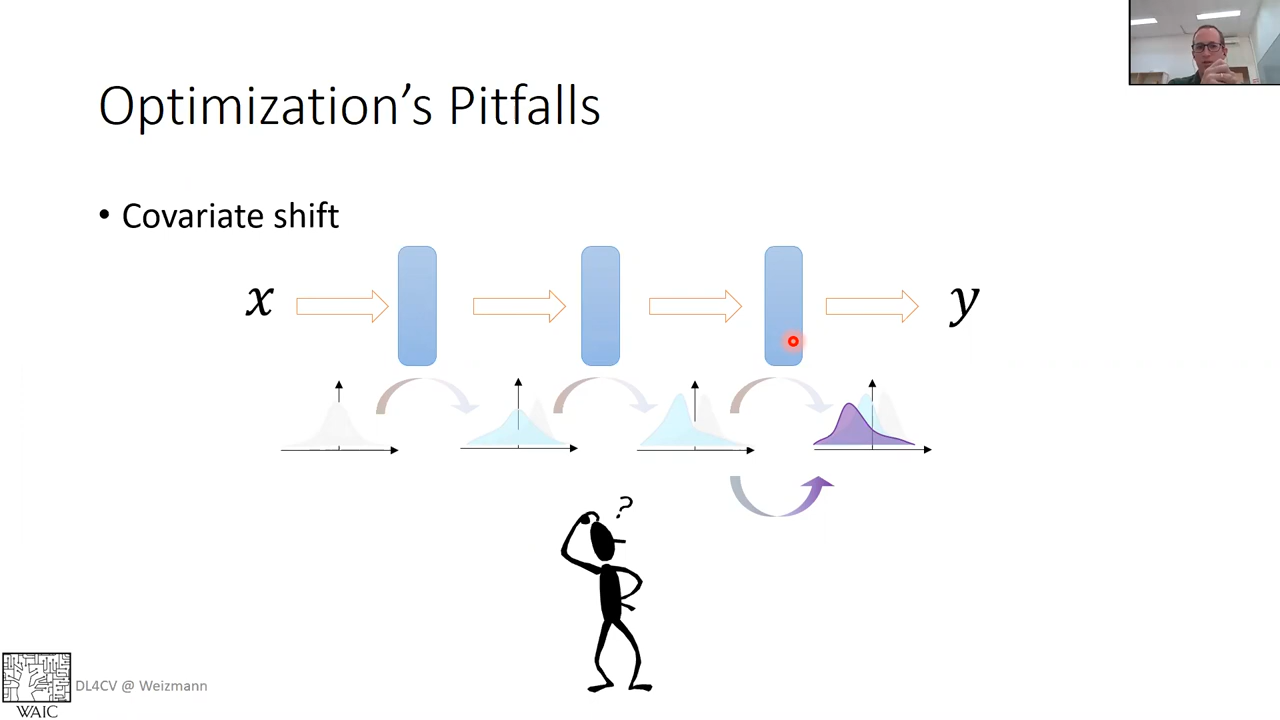 Optimization's Pitfalls
• Covariate shift
x
y
?
DL4CV @ Weizmann
WAIC